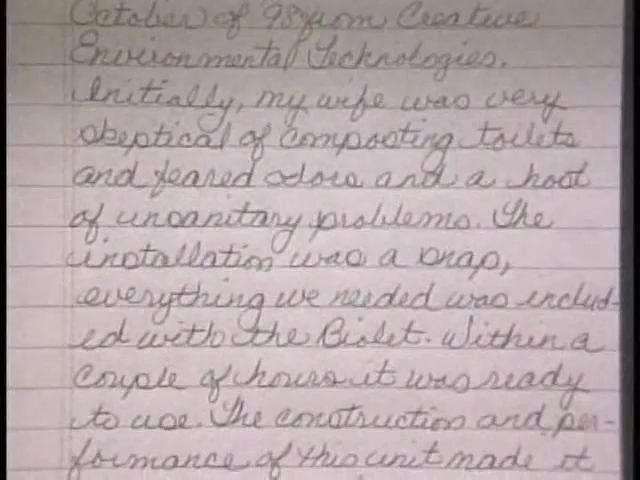 October of 98 from Creative
Environmental Technologies.
Initially, my wife was very
skeptical of composting toilets
and feared odors and a host
of unsanitary problems. The
installation was a snap,
everything we needed was includ-
ed with the Biolet. Within a
couple of hours it was ready
to use. The construction and per-
formance of this unit made it